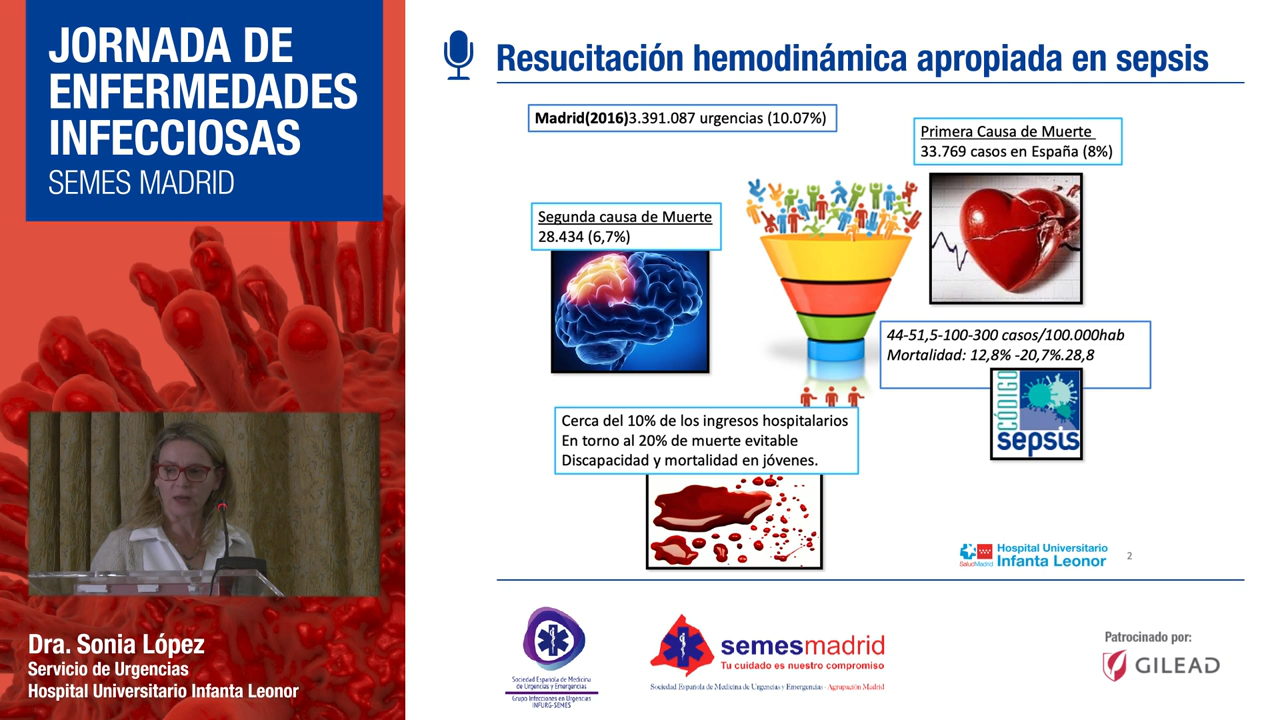 JORNADA DE
ENFERMEDADES
INFECCIOSAS
SEMES MADRID
Resucitación hemodinámica apropiada en sepsis
Madrid(2016)3.391.087 urgencias (10.07%)
Primera Causa de Muerte
33.769 casos en España (8%)
Segunda causa de Muerte
28.434 (6,7%)
44-51,5-100-300 casos/100.000hab
Mortalidad: 12,8% -20,7%.28,8
CÓDIGO
sepsis
Cerca del 10% de los ingresos hospitalarios
En torno al 20% de muerte evitable
Discapacidad y mortalidad en jóvenes.
SaludMadrid
Hospital Universitario
Infanta Leonor
2
Dra. Sonia López
Servicio de Urgencias
Hospital Universitario Infanta Leonor
Sociedad Española de Medicina
de Urgencias y Emergencias
Grupo Infecciones en Urgencias
INFURG-SEMES
semesmadrid
Tu cuidado es nuestro compromiso
Sociedad Española de Medicina de Urgencias y Emergencias - Agrupación Madrid
Patrocinado por:
GILEAD